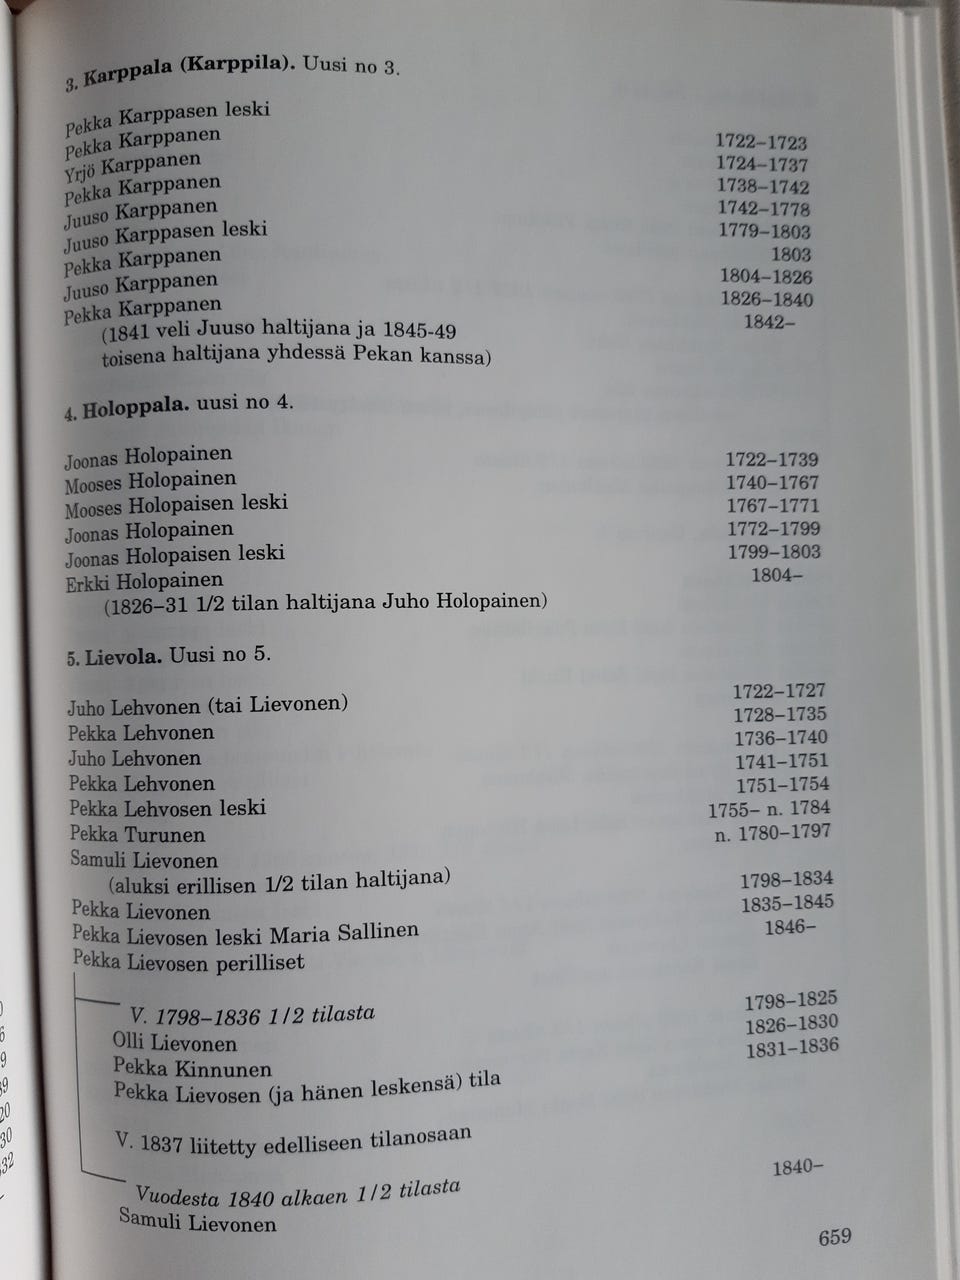 3. Karppala (Karppila). Uusi no 3.
Pekka Karppasen leski 1722–1723
Pekka Karppanen 1724–1737
Yrjö Karppanen 1738–1742
Pekka Karppanen 1742–1778
Juuso Karppanen 1779–1803
Juuso Karppasen leski 1803
Pekka Karppanen 1804–1826
Juuso Karppanen 1826–1840
Pekka Karppanen 1842–
(1841 veli Juuso haltijana ja 1845-49
toisena haltijana yhdessä Pekan kanssa)
4. Holoppala. uusi no 4.
Joonas Holopainen 1722–1739
Mooses Holopainen 1740–1767
Mooses Holopaisen leski 1767–1771
Joonas Holopainen 1772–1799
Joonas Holopaisen leski 1799–1803
Erkki Holopainen 1804–
(1826–31 1/2 tilan haltijana Juho Holopainen)
5. Lievola. Uusi no 5.
Juho Lehvonen (tai Lievonen) 1722–1727
Pekka Lehvonen 1728–1735
Juho Lehvonen 1736–1740
Pekka Lehvonen 1741–1751
Pekka Lehvosen leski 1751–1754
Pekka Turunen 1755– n. 1784
Samuli Lievonen n. 1780–1797
(aluksi erillisen 1/2 tilan haltijana)
Pekka Lievonen 1798–1834
Pekka Lievosen leski Maria Sallinen 1835–1845
Pekka Lievosen perilliset 1846–
V. 1798–1836 1/2 tilasta
Olli Lievonen 1798–1825
Pekka Kinnunen 1826–1830
Pekka Lievosen (ja hänen leskensä) tila 1831–1836
V. 1837 liitetty edelliseen tilanosaan
Vuodesta 1840 alkaen 1/2 tilasta
Samuli Lievonen 1840–
659